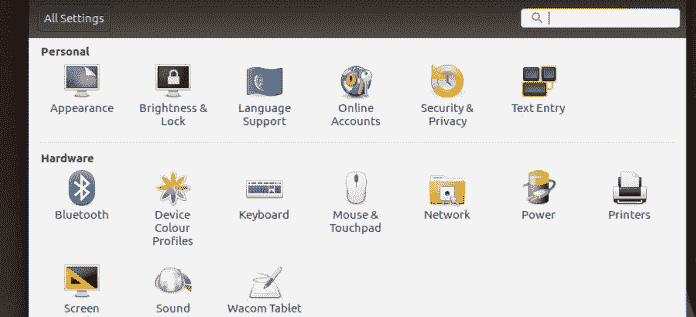 All Settings
Personal
Appearance
Brightness &
Lock
Language
Support
Online
Accounts
Security &
Privacy
Text Entry
Hardware
Bluetooth
Device
Colour
Profiles
Keyboard
Mouse &
Touchpad
Network
Power
Printers
Screen
Sound
Wacom Tablet